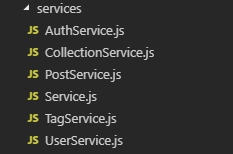 services
JS AuthService.js
JS CollectionService.js
JS PostService.js
JS Service.js
JS TagService.js
JS UserService.js